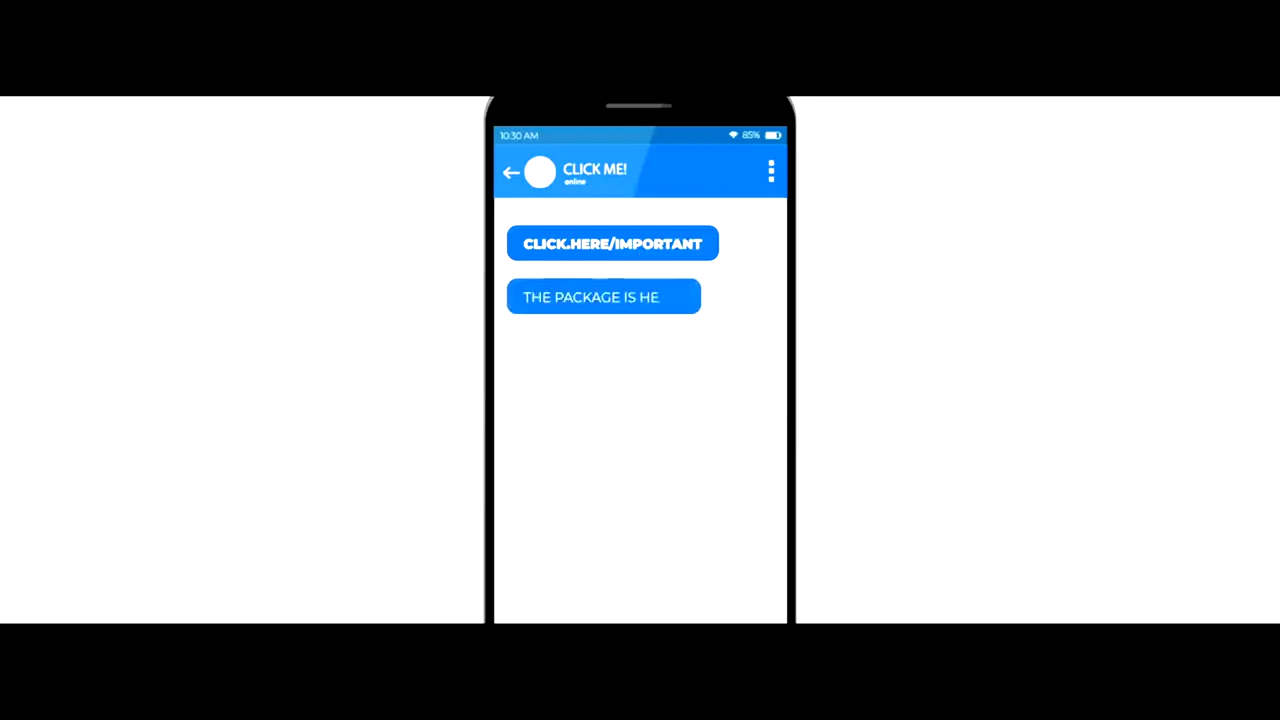 10:30 AM 85%
CLICK ME!
online
CLICK.HERE/IMPORTANT
THE PACKAGE IS HE